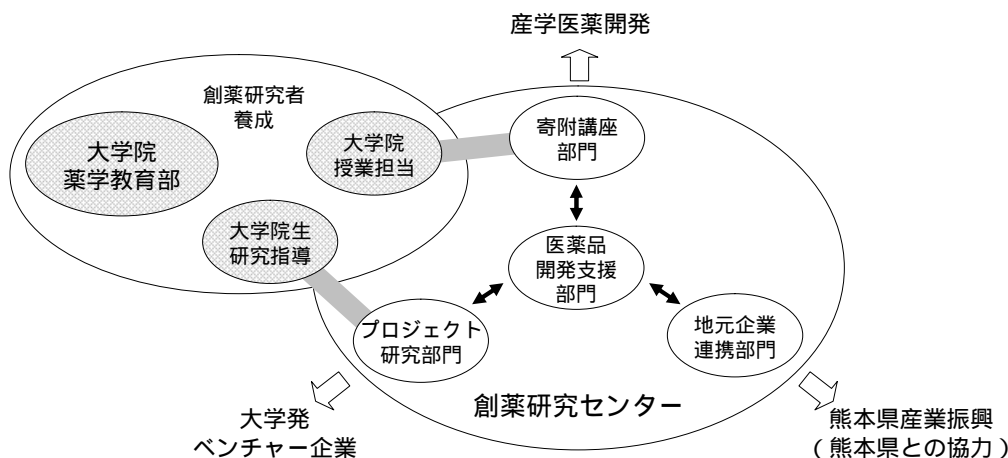 産学医薬開発
創薬研究者
養成
大学院
薬学教育部
大学院
授業担当
寄附講座
部門
大学院生
研究指導
医薬品
開発支援
部門
プロジェクト
研究部門
地元企業
連携部門
創薬研究センター
大学発
ベンチャー企業
熊本県産業振興
(熊本県との協力)